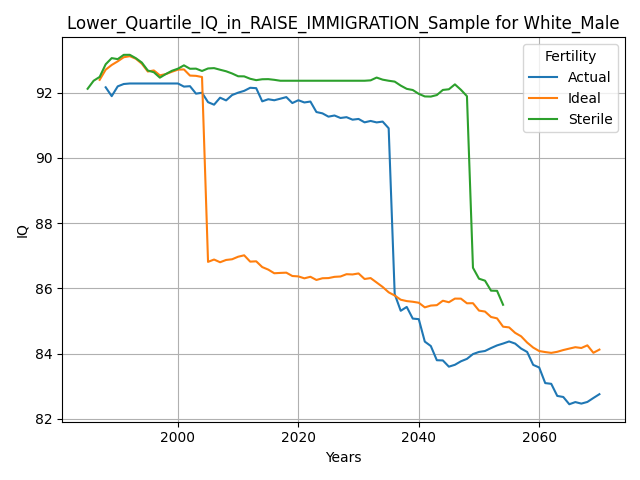 Lower_Quartile_IQ_in_RAISE_IMMIGRATION_Sample for White_Male
Fertility
Actual
Ideal
Sterile
92
90
88
86
84
82
IQ
2000
2020
2040
2060
Years